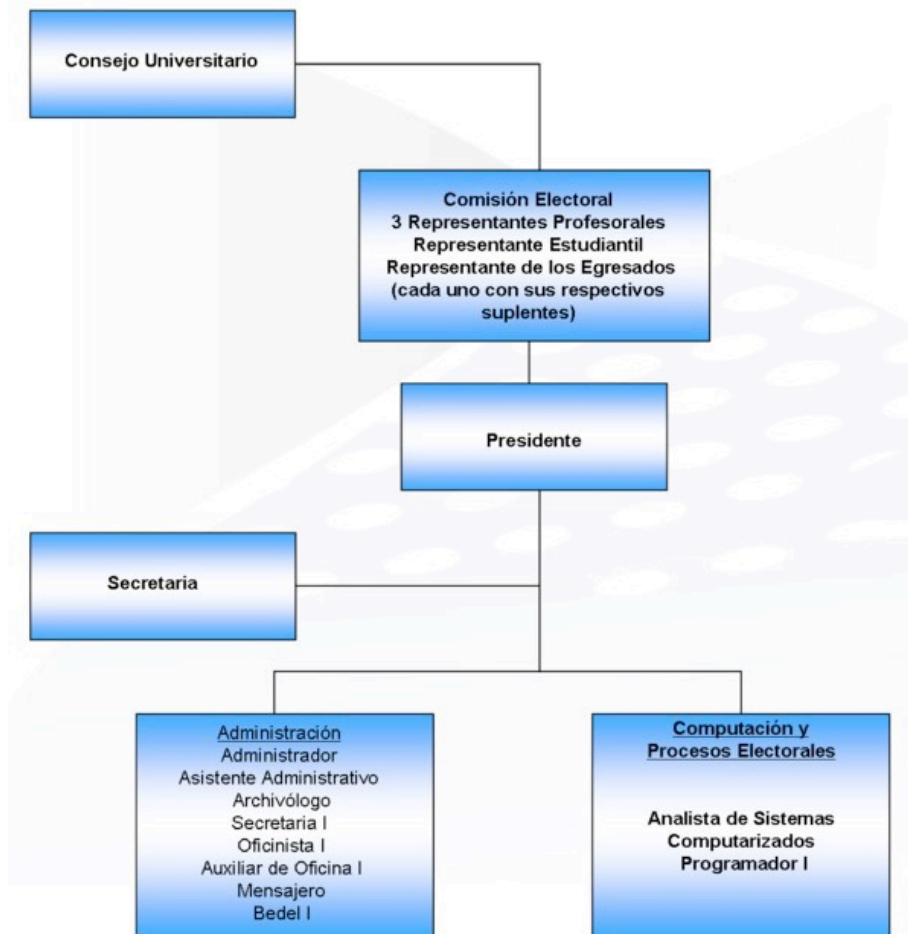 Consejo Universitario
Comisión Electoral
3 Representantes Profesorales
Representante Estudiantil
Representante de los Egresados
(cada uno con sus respectivos
suplentes)
Presidente
Secretaria
Administración
Administrador
Asistente Administrativo
Archivólogo
Secretaria I
Oficinista I
Auxiliar de Oficina I
Mensajero
Bedel I
Computación y
Procesos Electorales
Analista de Sistemas
Computarizados
Programador I